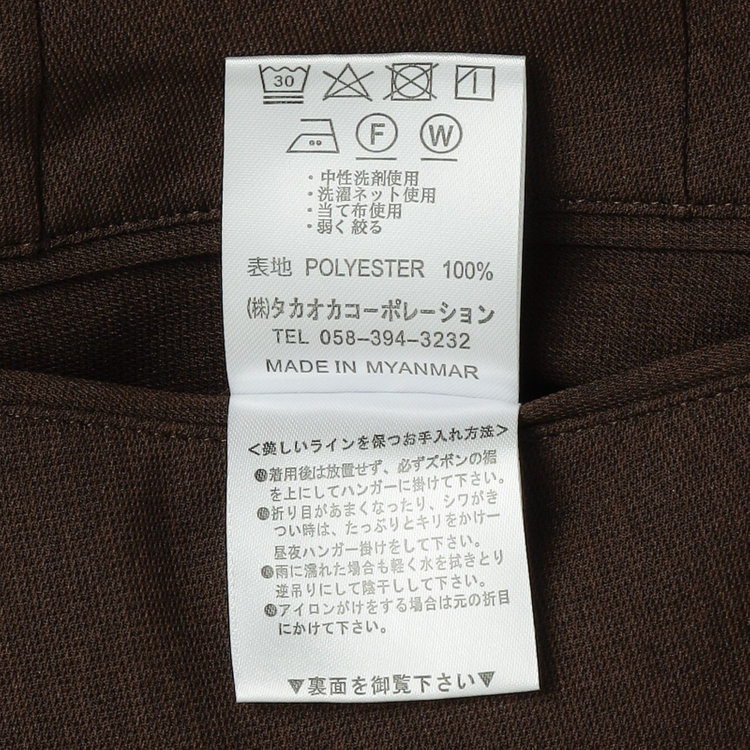 30
F W
・中性洗剤使用
・洗濯ネット使用
・当て布使用
・弱く絞る
表地 POLYESTER 100%
㈱タカオカコーポレーション
TEL 058–394–3232
MADE IN MYANMAR
<美しいラインを保つお手入れ方法>
●着用後は放置せず、必ずズボンの裾
を上にしてハンガーに掛けて下さい。
●折り目があまくなったり、シワがき
つい時は、たっぷりとキリをかけ一
昼夜ハンガー掛けをして下さい。
●雨に濡れた場合も軽く水を拭きとり
逆吊りにして陰干しして下さい。
●アイロンがけをする場合は元の折目
にかけて下さい。
▼裏面を御覧下さい▼